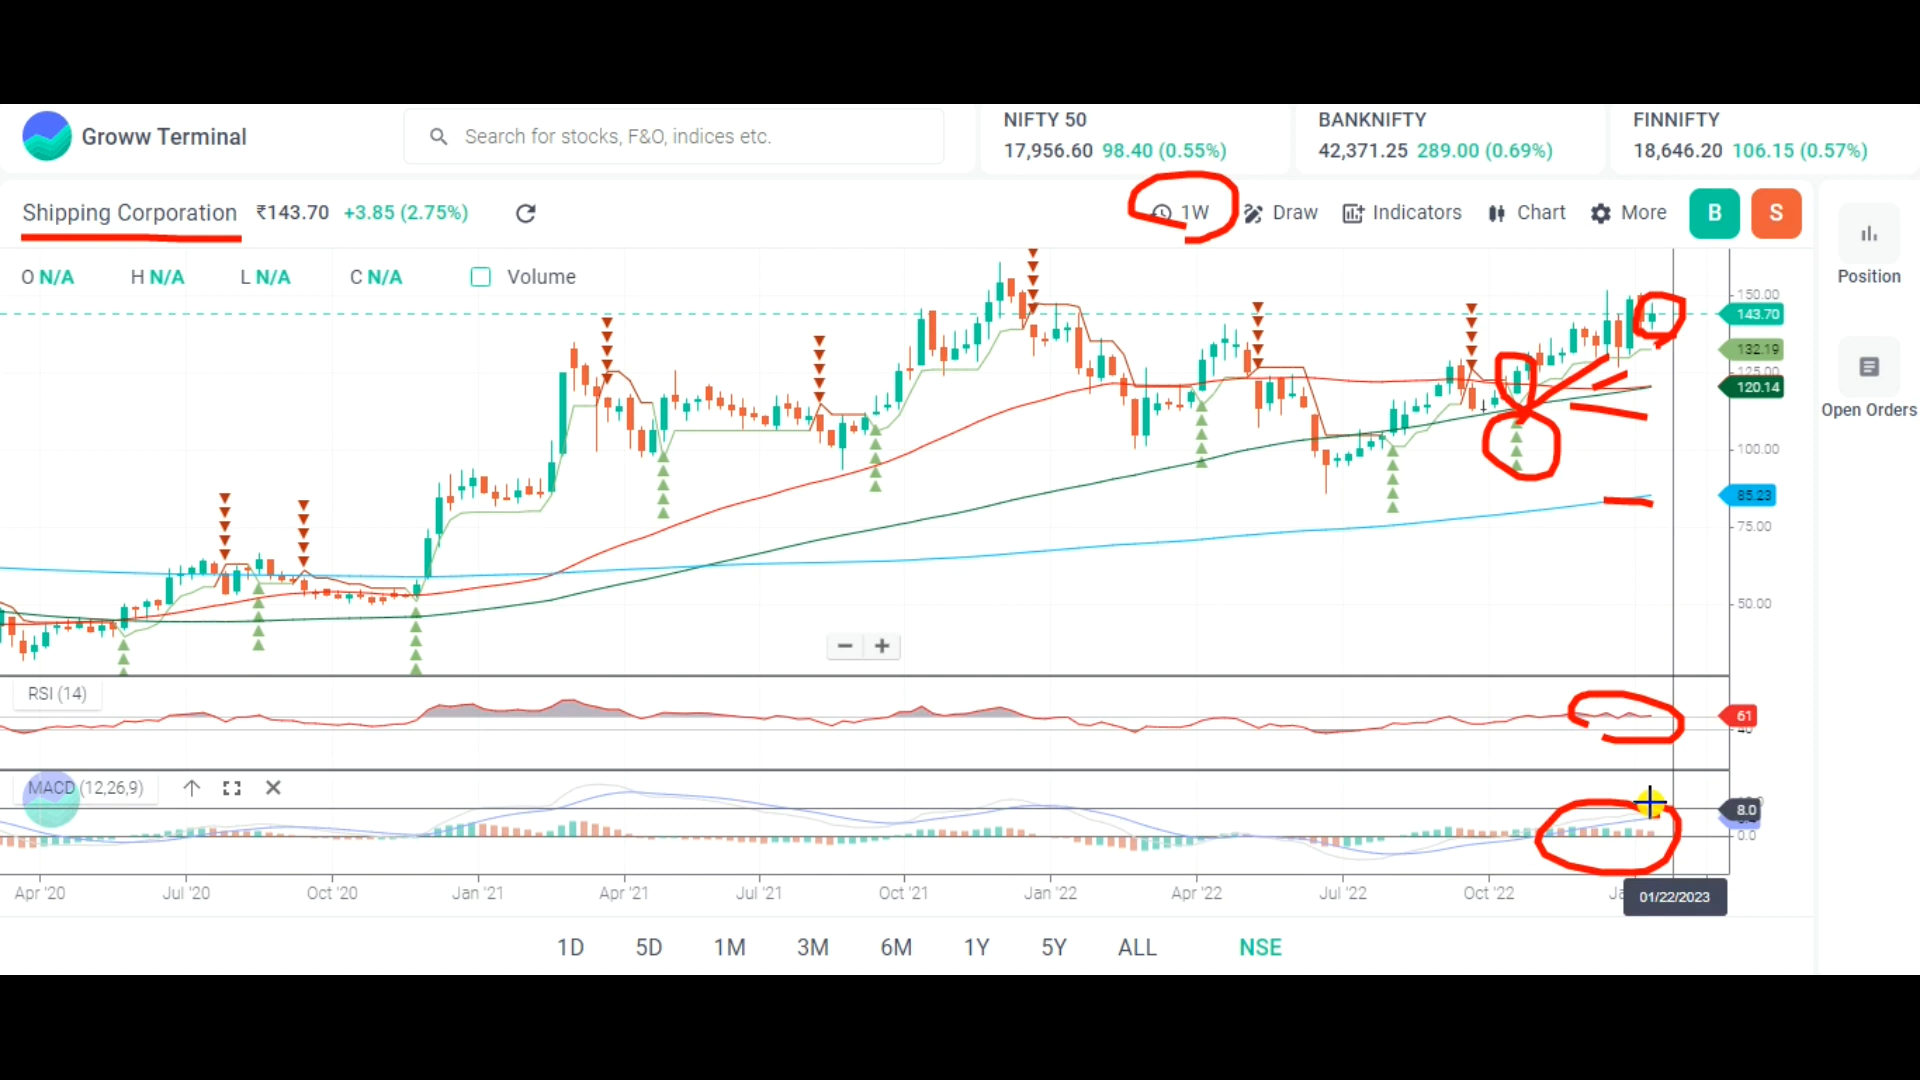 Groww Terminal
Search for stocks, F&O, indices etc.
NIFTY 50
17,956.60 98.40 (0.55%)
BANKNIFTY
42,371.25 289.00 (0.69%)
FINNIFTY
18,646.20 106.15 (0.57%)
Shipping Corporation ₹143.70 +3.85 (2.75%)
1W Draw Indicators Chart More B S
Position
Open Orders
O N/A H N/A L N/A C N/A Volume
150.00
143.70
132.19
125.00
120.14
100.00
85.23
75.00
50.00
− +
RSI (14)
61
40
MACD (12,26,9)
8.0
0.0
Apr '20 Jul '20 Oct '20 Jan '21 Apr '21 Jul '21 Oct '21 Jan '22 Apr '22 Jul '22 Oct '22 01/22/2023
1D 5D 1M 3M 6M 1Y 5Y ALL NSE